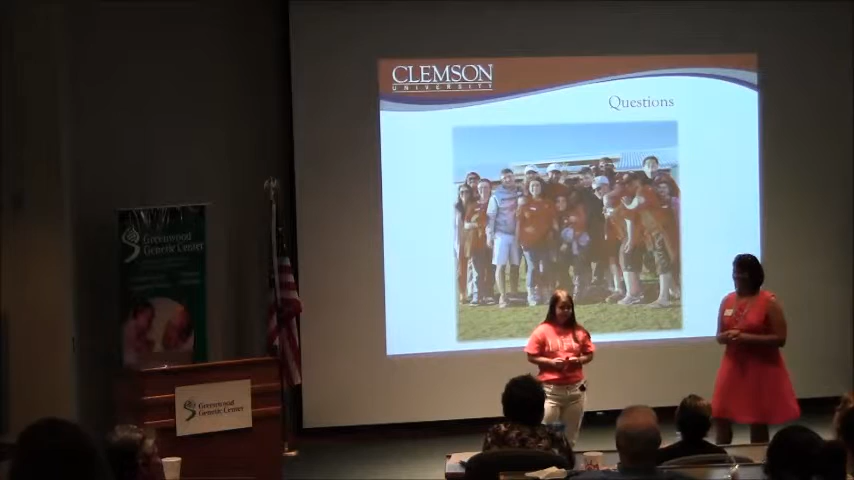 CLEMSON
UNIVERSITY
Questions
Greenwood
Genetic Center
Greenwood
Genetic Center